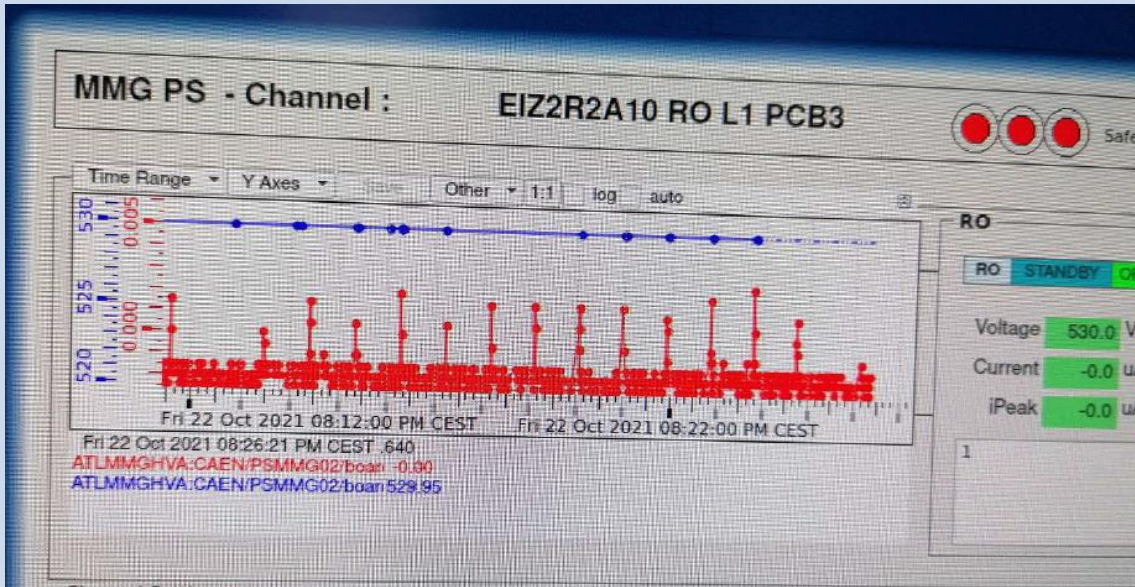 MMG PS - Channel : EIZ2R2A10 RO L1 PCB3
Safe
Time Range Y Axes Save Other 1:1 log auto
530
525
520
0.005
0.000
Fri 22 Oct 2021 08:12:00 PM CEST Fri 22 Oct 2021 08:22:00 PM CEST
Fri 22 Oct 2021 08:26:21 PM CEST .640
ATLMMGHVA:CAEN/PSMMG02/boar -0.00
ATLMMGHVA:CAEN/PSMMG02/boar 529.95
RO
RO STANDBY
Voltage 530.0 V
Current -0.0 u
iPeak -0.0 u
1